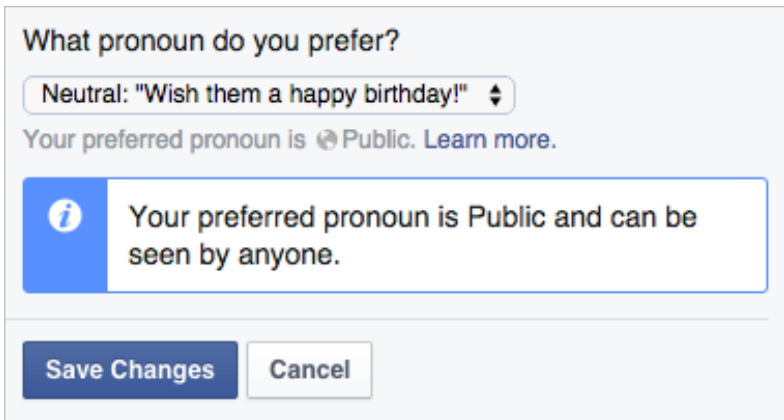 What pronoun do you prefer?
Neutral: "Wish them a happy birthday!"
Your preferred pronoun is Public. Learn more.
Your preferred pronoun is Public and can be
seen by anyone.
Save Changes Cancel